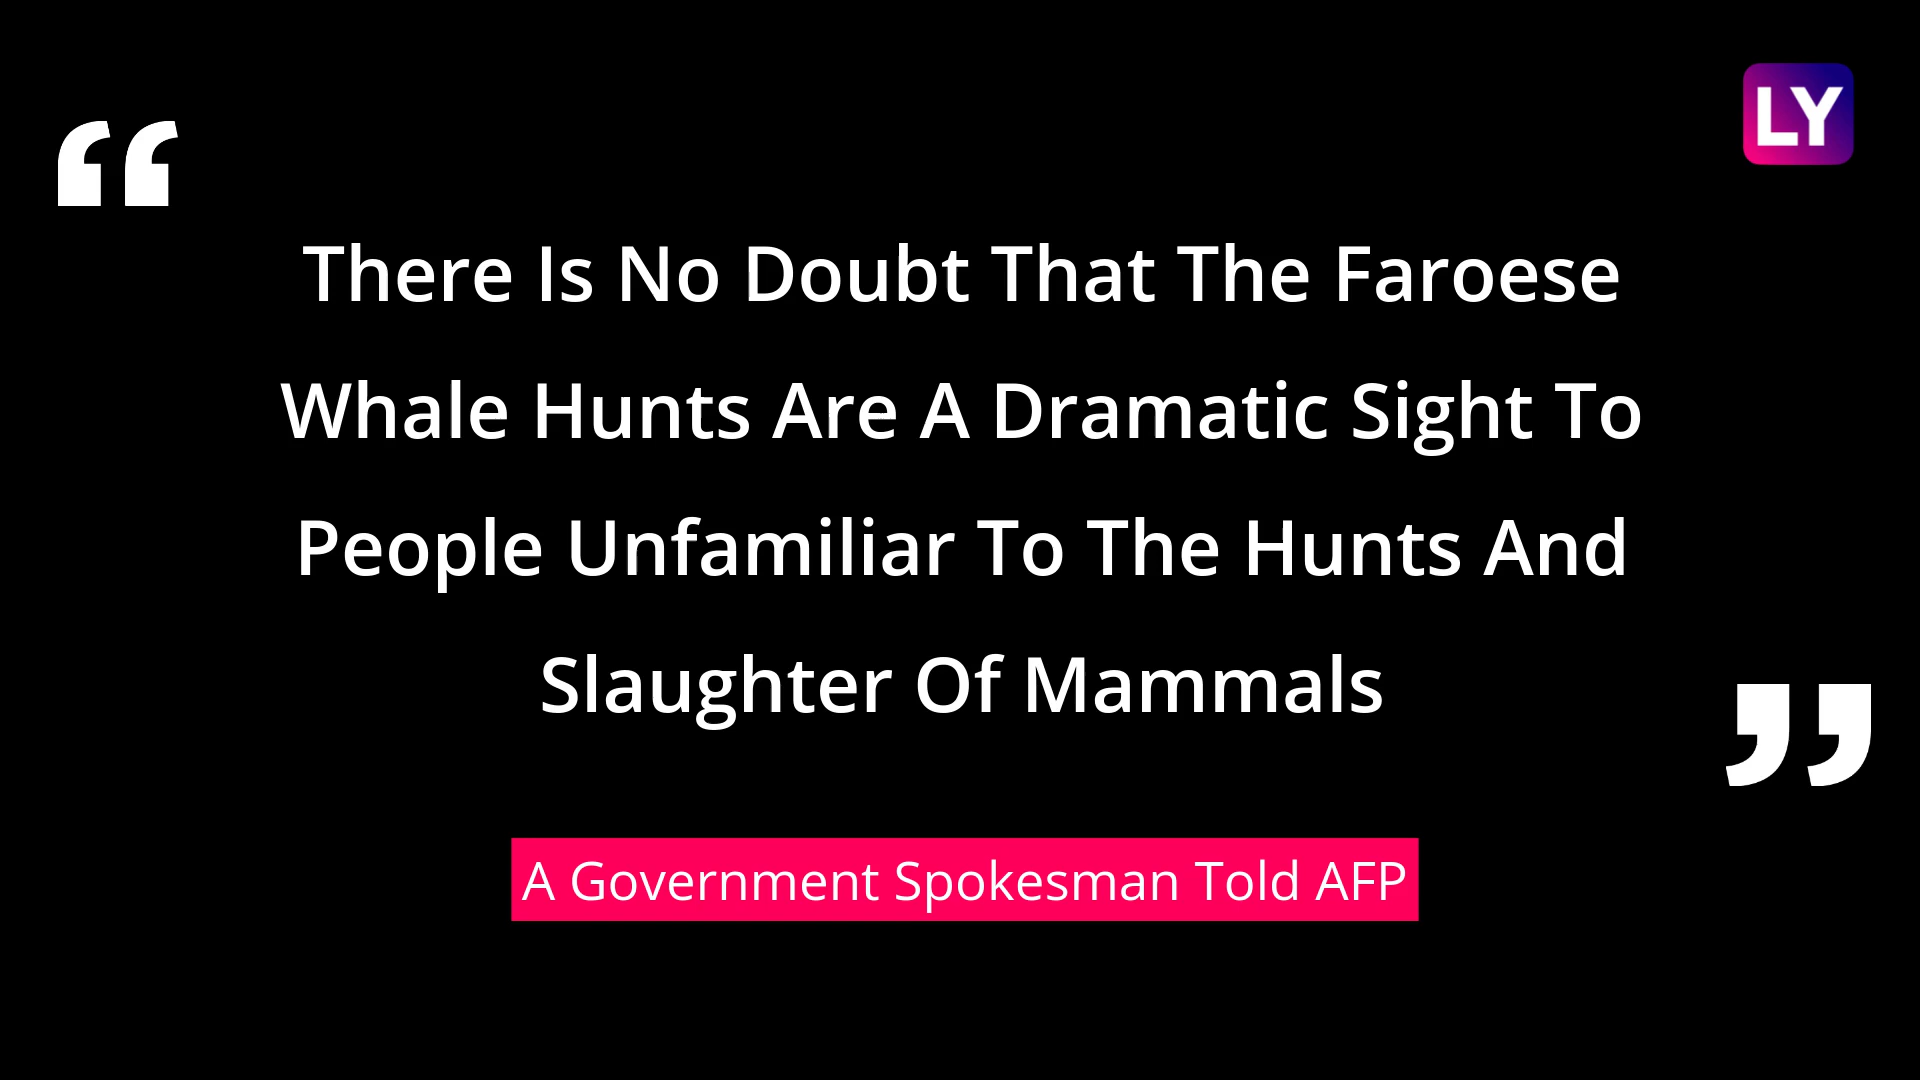 LY
“
There Is No Doubt That The Faroese
Whale Hunts Are A Dramatic Sight To
People Unfamiliar To The Hunts And
Slaughter Of Mammals
”
A Government Spokesman Told AFP